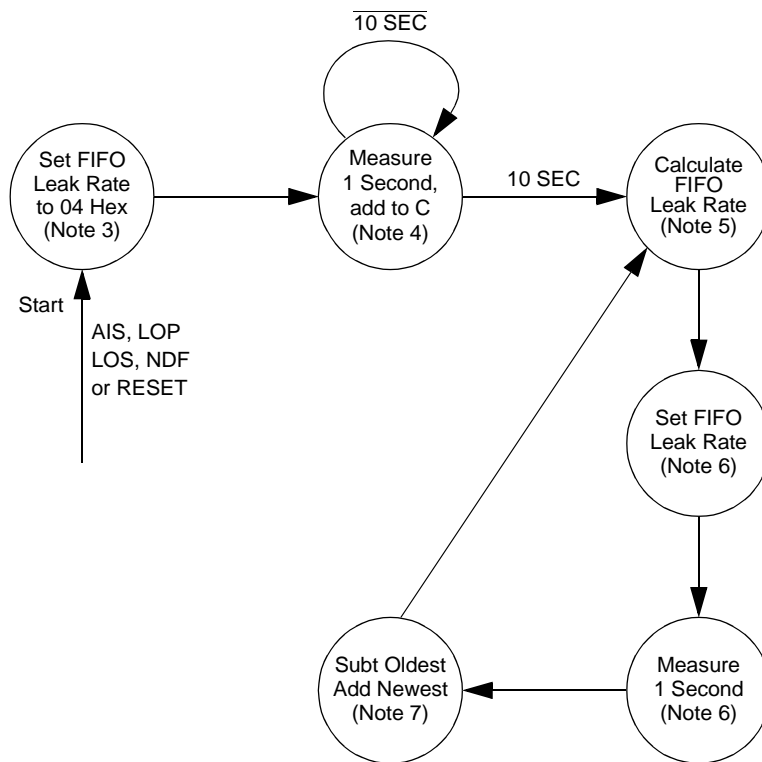 10 SEC
Set FIFO
Leak Rate
to 04 Hex
(Note 3)
Measure
1 Second,
add to C
(Note 4)
10 SEC
Calculate
FIFO
Leak Rate
(Note 5)
Start
AIS, LOP
LOS, NDF
or RESET
Set FIFO
Leak Rate
(Note 6)
Subt Oldest
Add Newest
(Note 7)
Measure
1 Second
(Note 6)